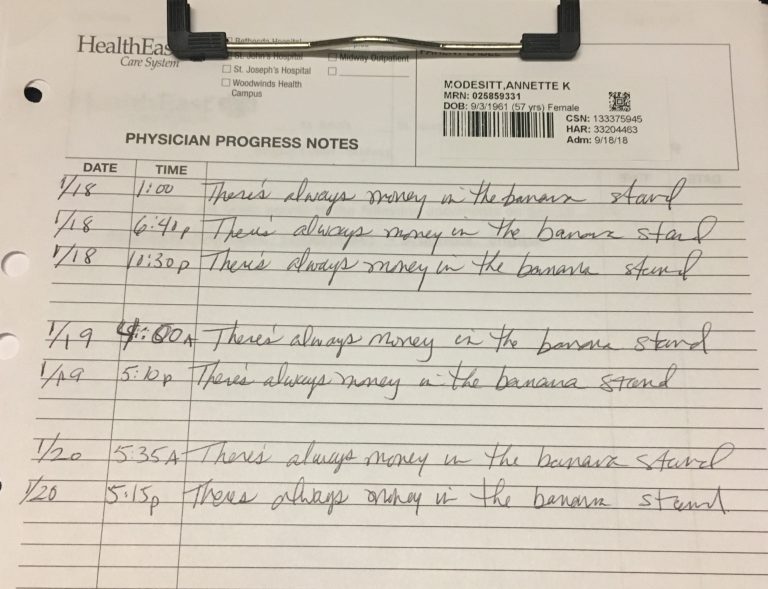 HealthEas
Care System
Bethesda Hospital
St. John's Hospital
Midway Outpatient
St. Joseph's Hospital
Woodwinds Health
Campus
MODESITT,ANNETTE K
MRN: 025859331
DOB: 9/3/1961 (57 yrs) Female
CSN: 133375945
HAR: 33204463
Adm: 9/18/18
PHYSICIAN PROGRESS NOTES
DATE TIME
1/18 1:00 There's always money in the banana stand
1/18 6:40p There's always money in the banana stand
1/18 10:30p There's always money in the banana stand
1/19 4:00A There's always money in the banana stand
1/19 5:10p There's always money in the banana stand
1/20 5:35A There's always money in the banana stand
1/20 5:15p There's always money in the banana stand